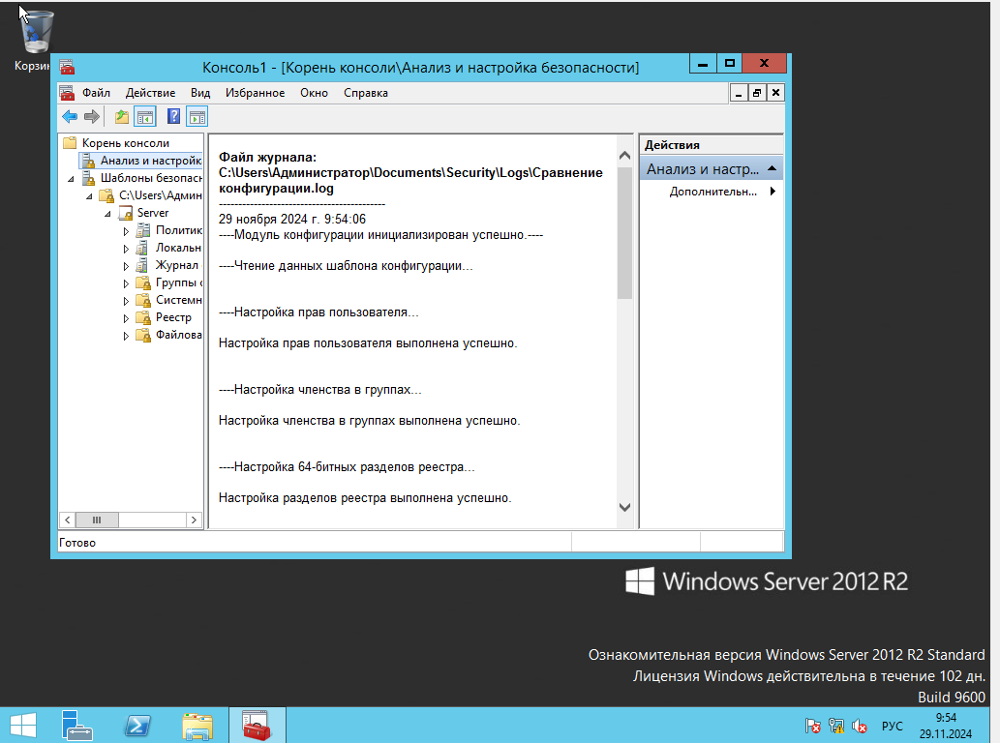 Корзин
Консоль1 - [Корень консоли\Анализ и настройка безопасности]
Файл Действие Вид Избранное Окно Справка
Корень консоли
Анализ и настройк
Шаблоны безопасн
C:\Users\Админ
Server
Политик
Локальн
Журнал
Группы с
Системн
Реестр
Файлова
Файл журнала:
C:\Users\Администратор\Documents\Security\Logs\Сравнение
конфигурации.log
-------------------------------------------
29 ноября 2024 г. 9:54:06
----Модуль конфигурации инициализирован успешно.----
----Чтение данных шаблона конфигурации...
----Настройка прав пользователя...
Настройка прав пользователя выполнена успешно.
----Настройка членства в группах...
Настройка членства в группах выполнена успешно.
----Настройка 64-битных разделов реестра...
Настройка разделов реестра выполнена успешно.
Действия
Анализ и настр...
Дополнительн...
Готово
Windows Server 2012 R2
Ознакомительная версия Windows Server 2012 R2 Standard
Лицензия Windows действительна в течение 102 дн.
Build 9600
РУС
9:54
29.11.2024